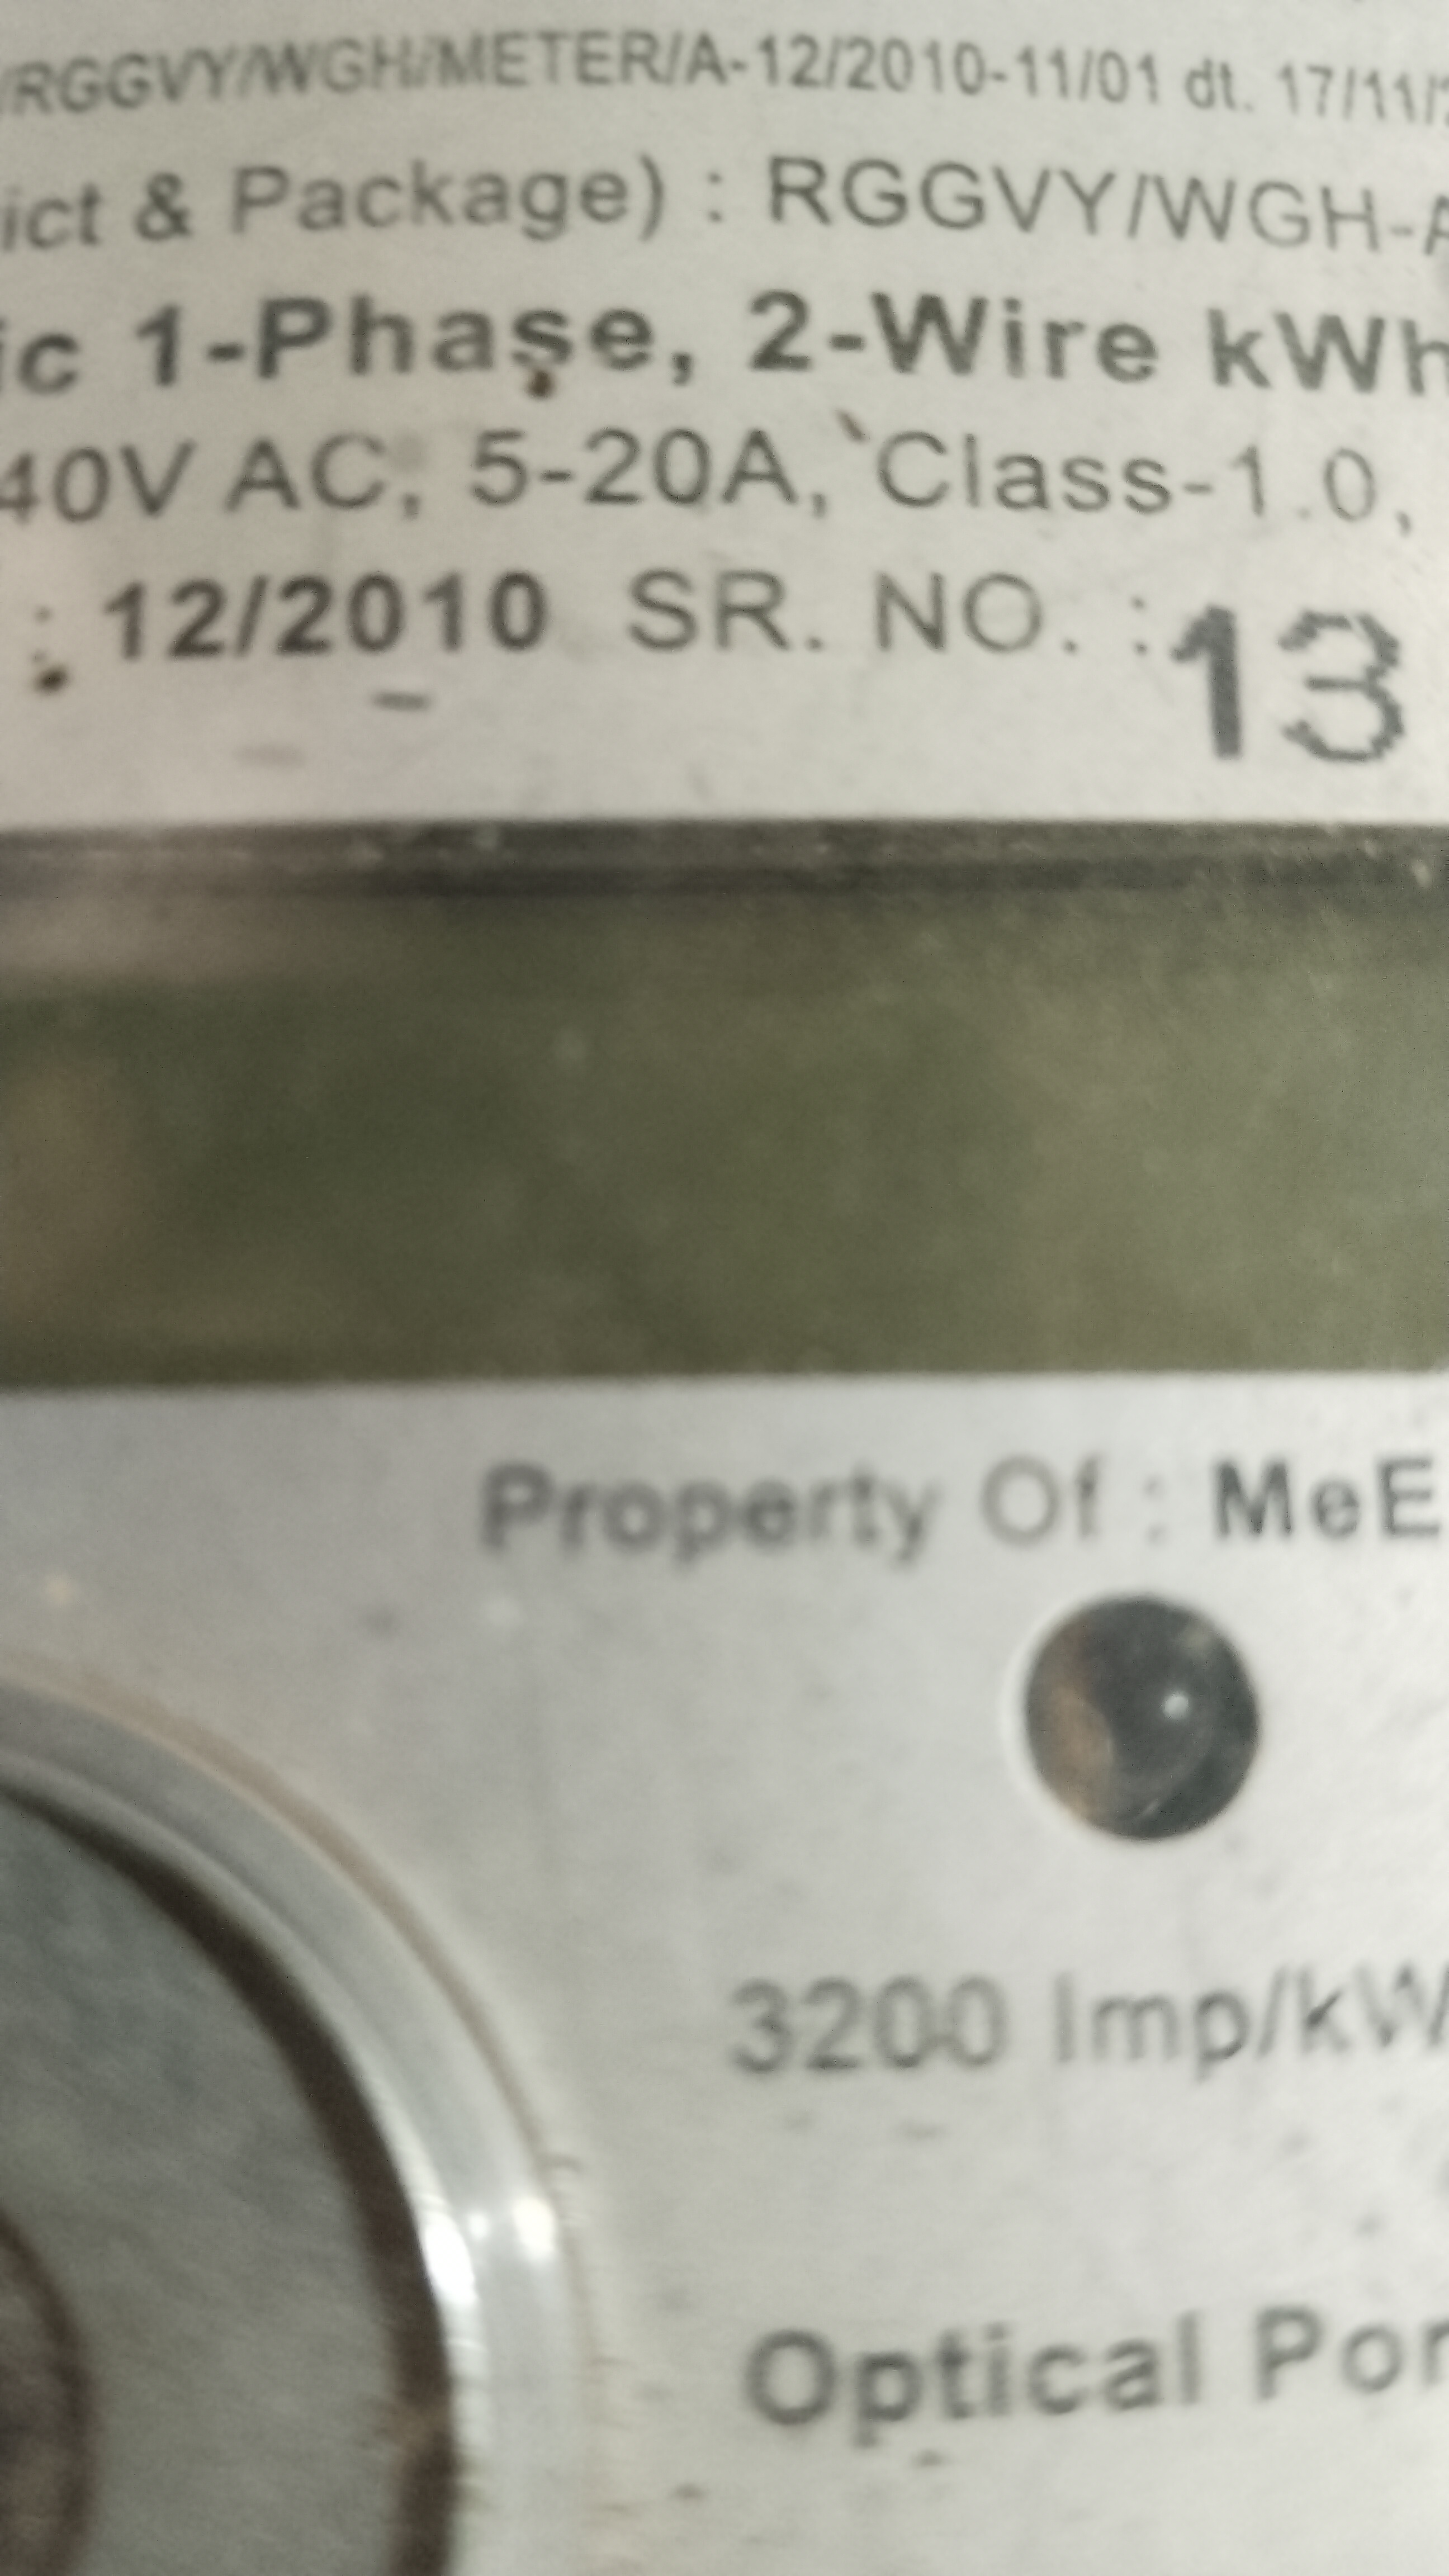 /RGGVY/WGH/METER/A-12/2010-11/01 dt. 17/11/
ict & Package) : RGGVY/WGH-A
ic 1-Phase, 2-Wire kWh
40V AC, 5-20A, Class-1.0,
: 12/2010 SR. NO. : 13
Property Of : MeE
3200 Imp/kW
Optical Por